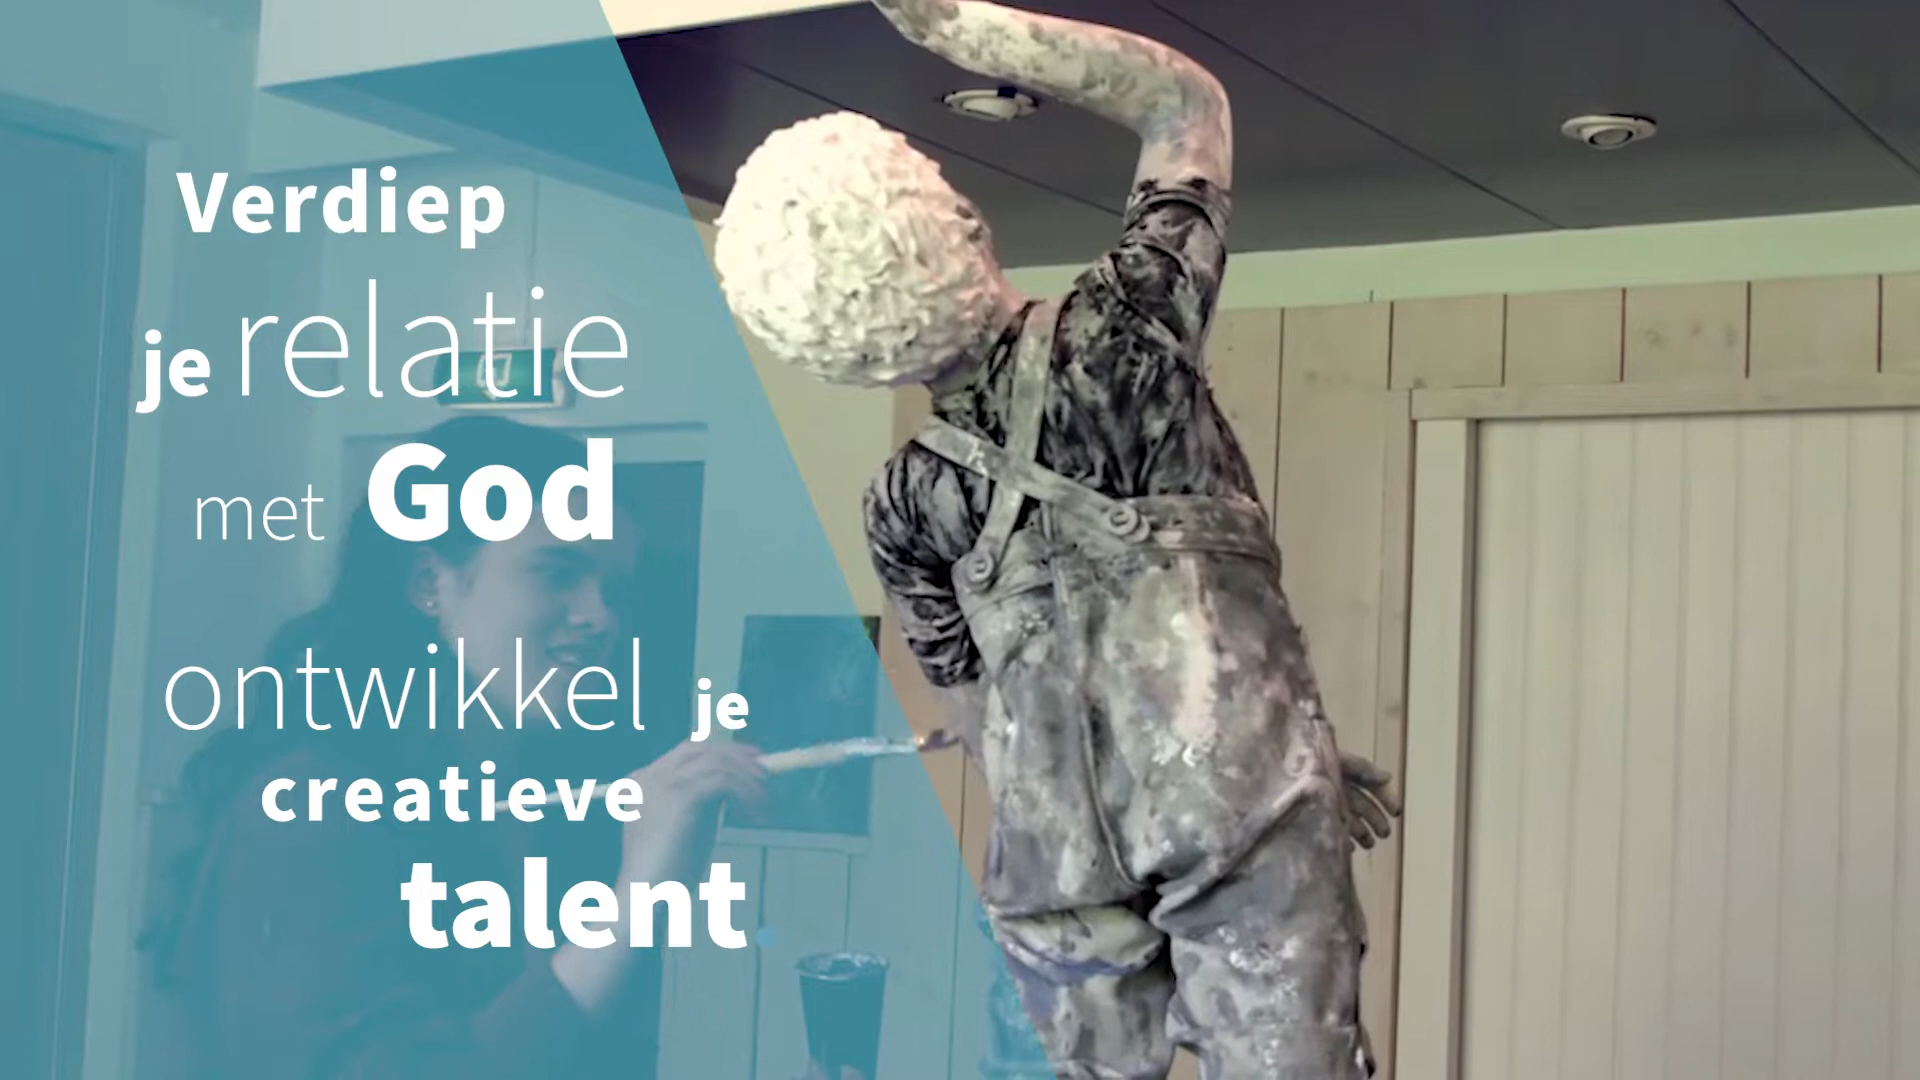 Verdiep
je relatie
met God
ontwikkel je
creatieve
talent